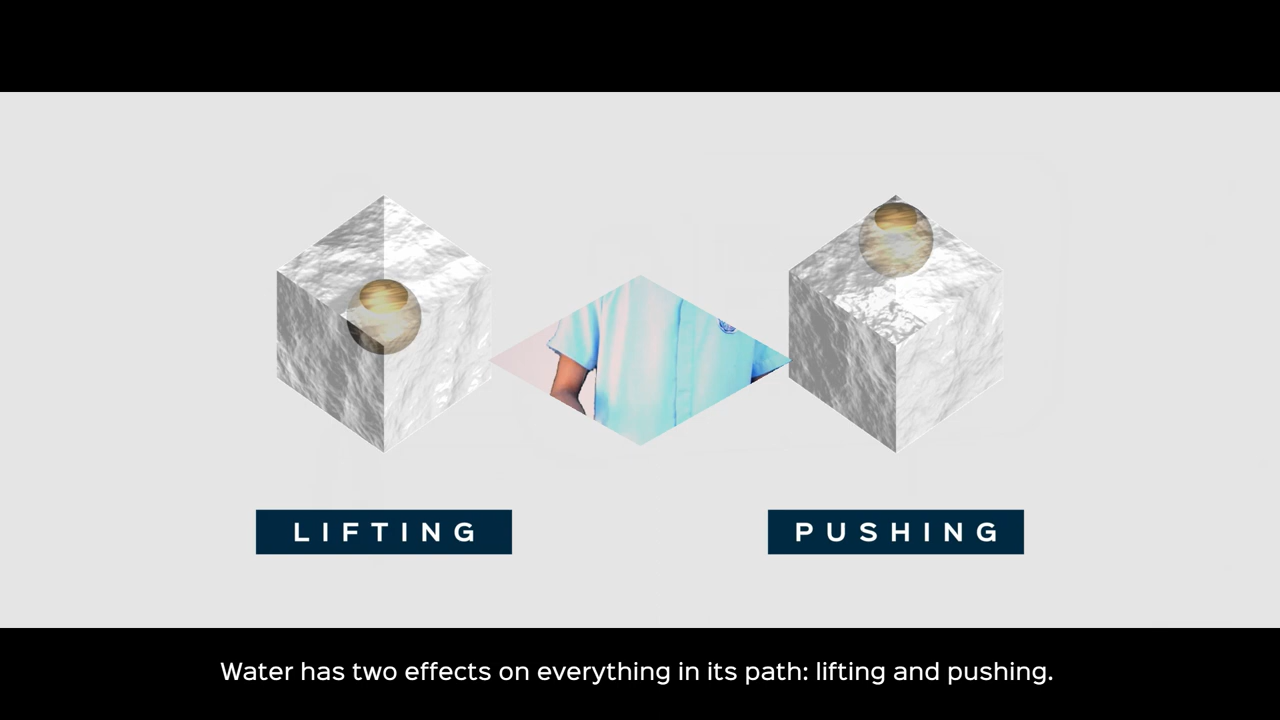 LIFTING
PUSHING
Water has two effects on everything in its path: lifting and pushing.